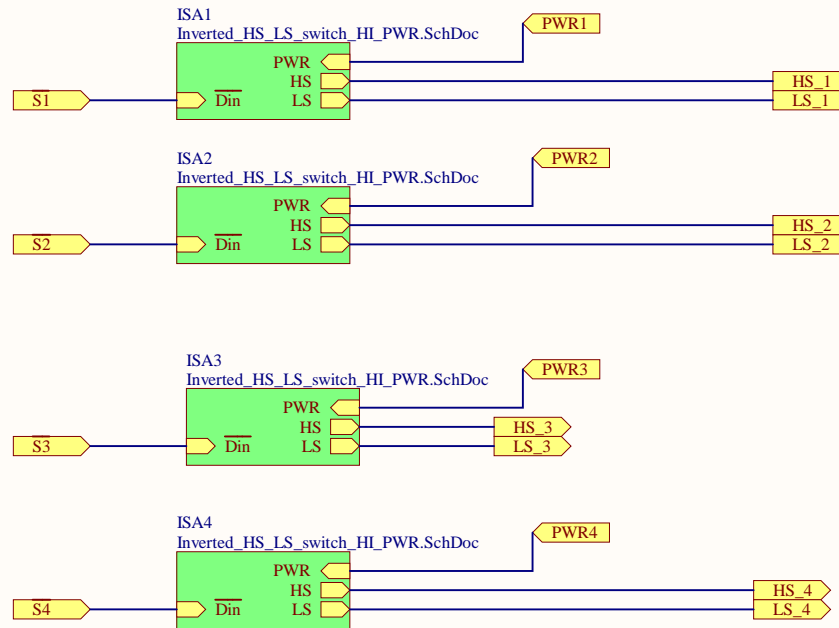 ISA1
Inverted_HS_LS_switch_HI_PWR.SchDoc
PWR1
PWR
HS
HS_1
S1
Din
LS
LS_1
ISA2
Inverted_HS_LS_switch_HI_PWR.SchDoc
PWR2
PWR
HS
HS_2
S2
Din
LS
LS_2
ISA3
Inverted_HS_LS_switch_HI_PWR.SchDoc
PWR3
PWR
HS
HS_3
S3
Din
LS
LS_3
ISA4
Inverted_HS_LS_switch_HI_PWR.SchDoc
PWR4
PWR
HS
HS_4
S4
Din
LS
LS_4